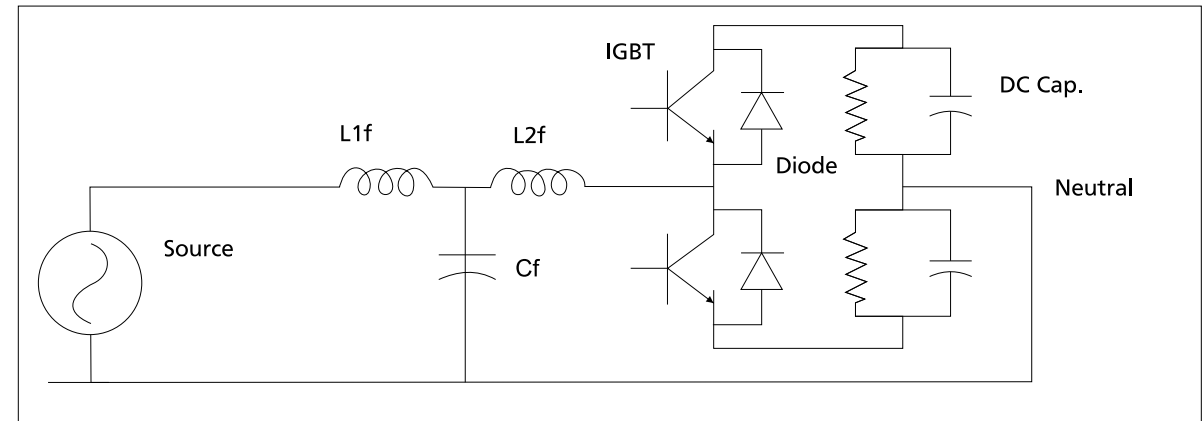 IGBT
DC Cap.
L1f
L2f
Diode
Neutral
Source
Cf